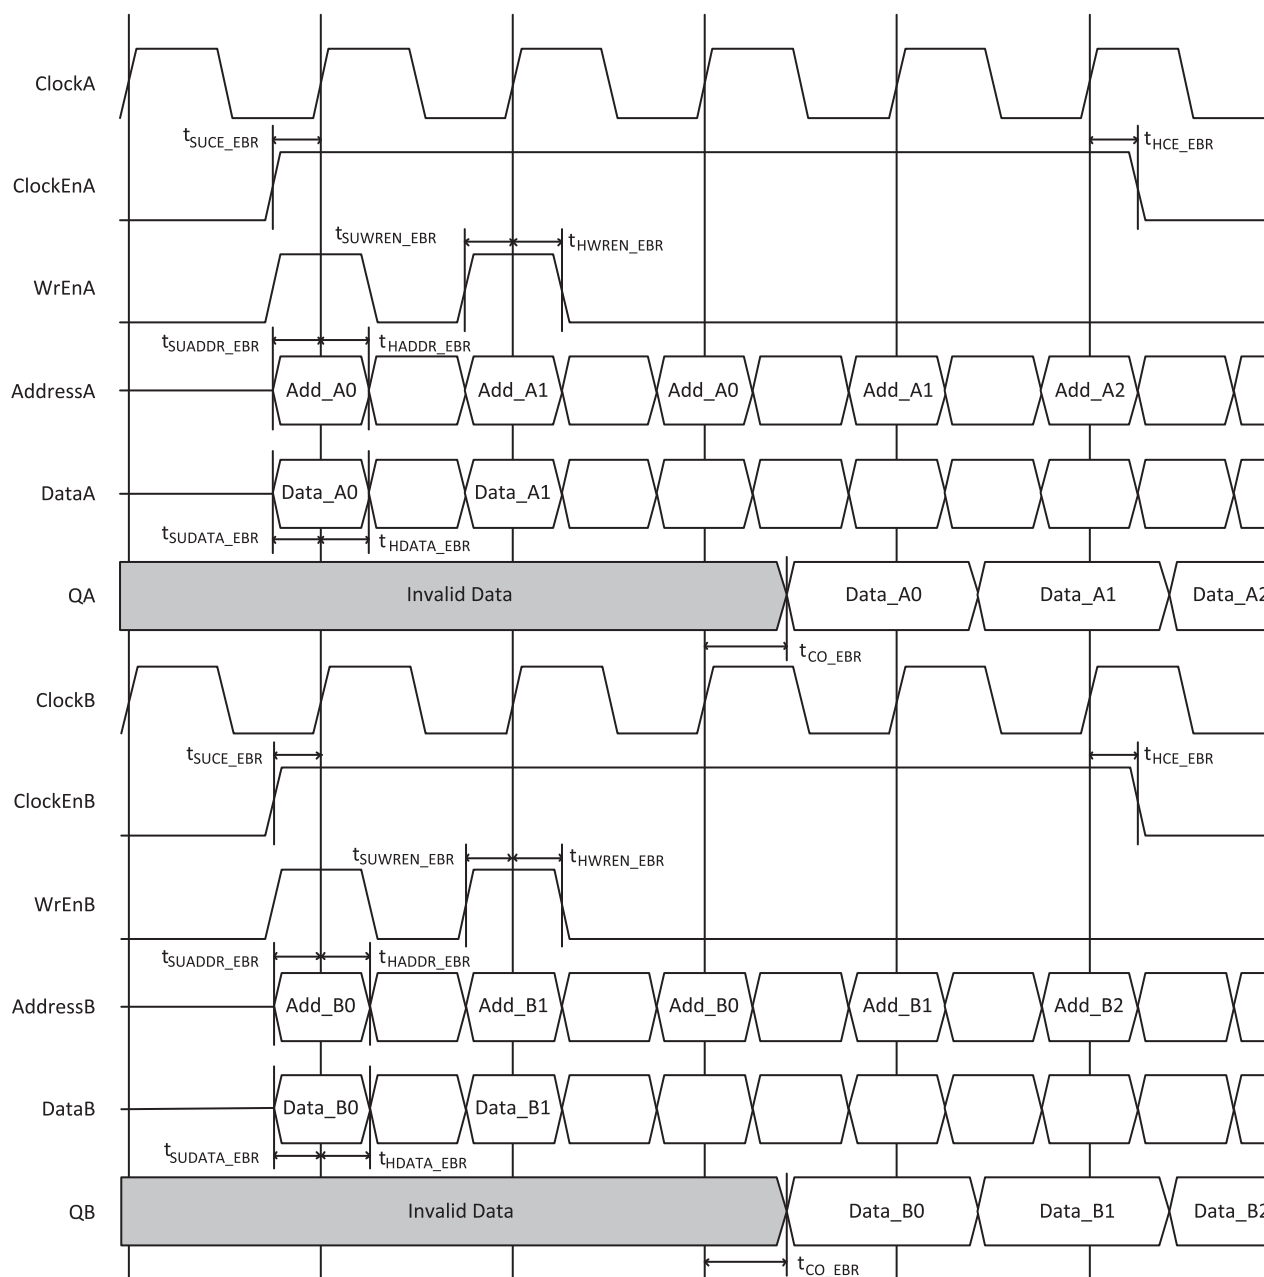 ClockA
tSUCE_EBR
tHCE_EBR
ClockEnA
tSUWREN_EBR
tHWREN_EBR
WrEnA
tSUADDR_EBR
tHADDR_EBR
AddressA Add_A0 Add_A1 Add_A0 Add_A1 Add_A2
DataA Data_A0 Data_A1
tSUDATA_EBR
tHDATA_EBR
QA Invalid Data Data_A0 Data_A1 Data_A2
tCO_EBR
ClockB
tSUCE_EBR
tHCE_EBR
ClockEnB
tSUWREN_EBR
tHWREN_EBR
WrEnB
tSUADDR_EBR
tHADDR_EBR
AddressB Add_B0 Add_B1 Add_B0 Add_B1 Add_B2
DataB Data_B0 Data_B1
tSUDATA_EBR
tHDATA_EBR
QB Invalid Data Data_B0 Data_B1 Data_B2
tCO_EBR